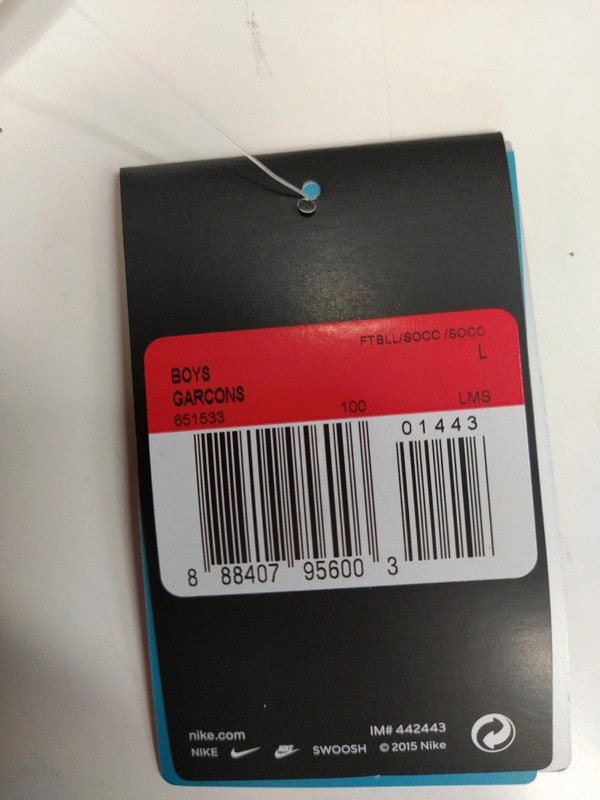 FTBLL/SOCC /SOCC
L
BOYS
GARCONS
651533 100 LMS
01443
8 88407 95600 3
nike.com IM# 442443
NIKE SWOOSH © 2015 Nike